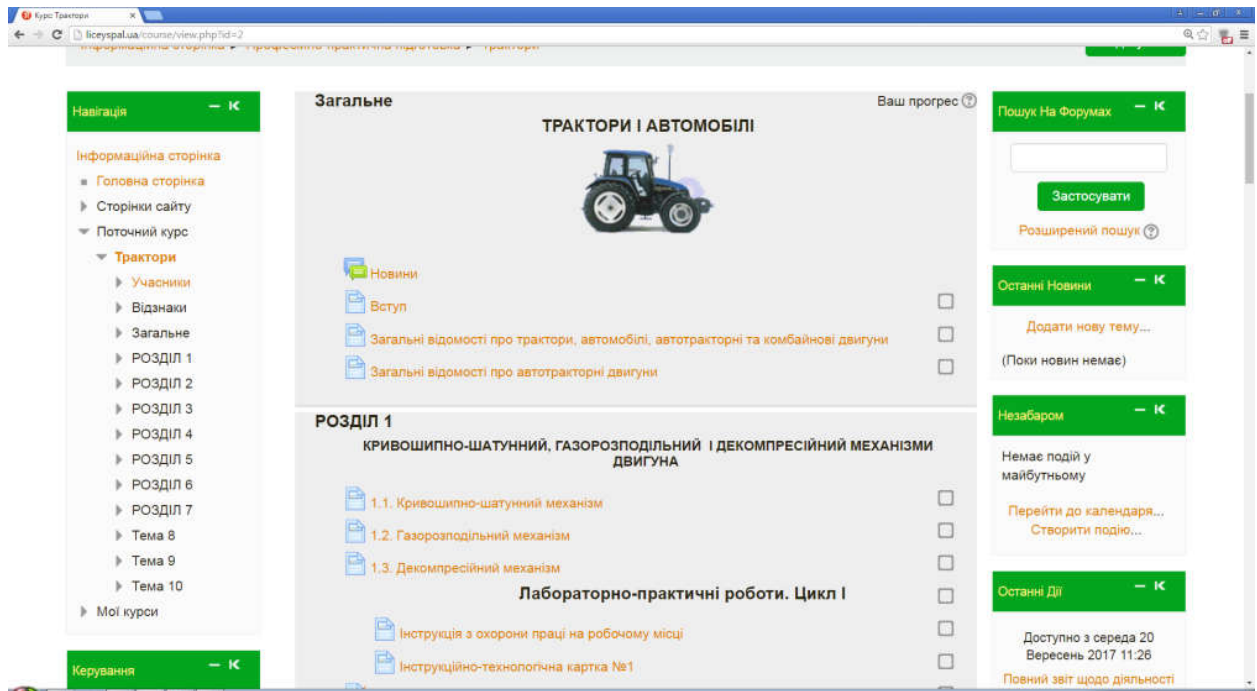 Курс: Трактори
liceyspal.ua/course/view.php?id=2
Інформаційна сторінка ► Професійно-практична підготовка ► Трактори
Навігація
Інформаційна сторінка
Головна сторінка
Сторінки сайту
Поточний курс
Трактори
Учасники
Відзнаки
Загальне
РОЗДІЛ 1
РОЗДІЛ 2
РОЗДІЛ 3
РОЗДІЛ 4
РОЗДІЛ 5
РОЗДІЛ 6
РОЗДІЛ 7
Тема 8
Тема 9
Тема 10
Мої курси
Керування
Загальне
Ваш прогрес
ТРАКТОРИ І АВТОМОБІЛІ
Новини
Вступ
Загальні відомості про трактори, автомобілі, автотракторні та комбайнові двигуни
Загальні відомості про автотракторні двигуни
РОЗДІЛ 1
КРИВОШИПНО-ШАТУННИЙ, ГАЗОРОЗПОДІЛЬНИЙ І ДЕКОМПРЕСІЙНИЙ МЕХАНІЗМИ
ДВИГУНА
1.1. Кривошипно-шатунний механізм
1.2. Газорозподільний механізм
1.3. Декомпресійний механізм
Лабораторно-практичні роботи. Цикл І
Інструкція з охорони праці на робочому місці
Інструкційно-технологічна картка №1
Пошук На Форумах
Застосувати
Розширений пошук
Останні Новини
Додати нову тему...
(Поки новин немає)
Незабаром
Немає подій у
майбутньому
Перейти до календаря...
Створити подію...
Останні Дії
Доступно з середа 20
Вересень 2017 11:26
Повний звіт щодо діяльності